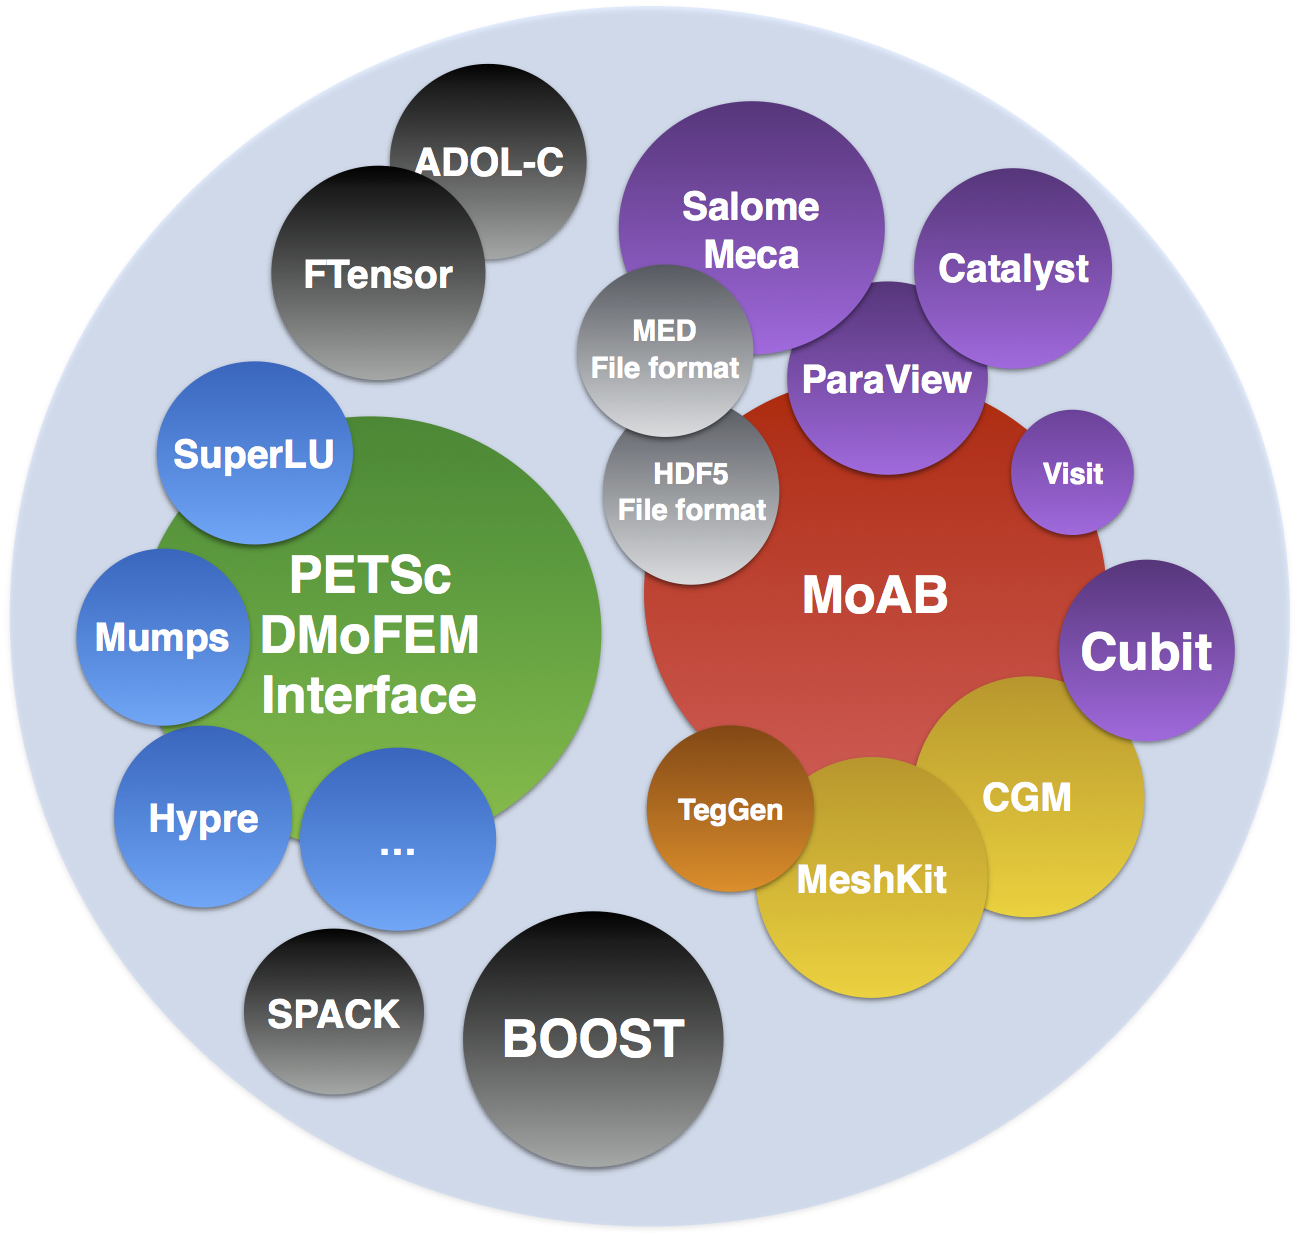 ADOL-C
FTensor
Salome
Meca
Catalyst
MED
File format
ParaView
SuperLU
HDF5
File format
Visit
PETSc
DMoFEM
Interface
MoAB
Mumps
Cubit
Hypre
...
TegGen
CGM
MeshKit
SPACK
BOOST